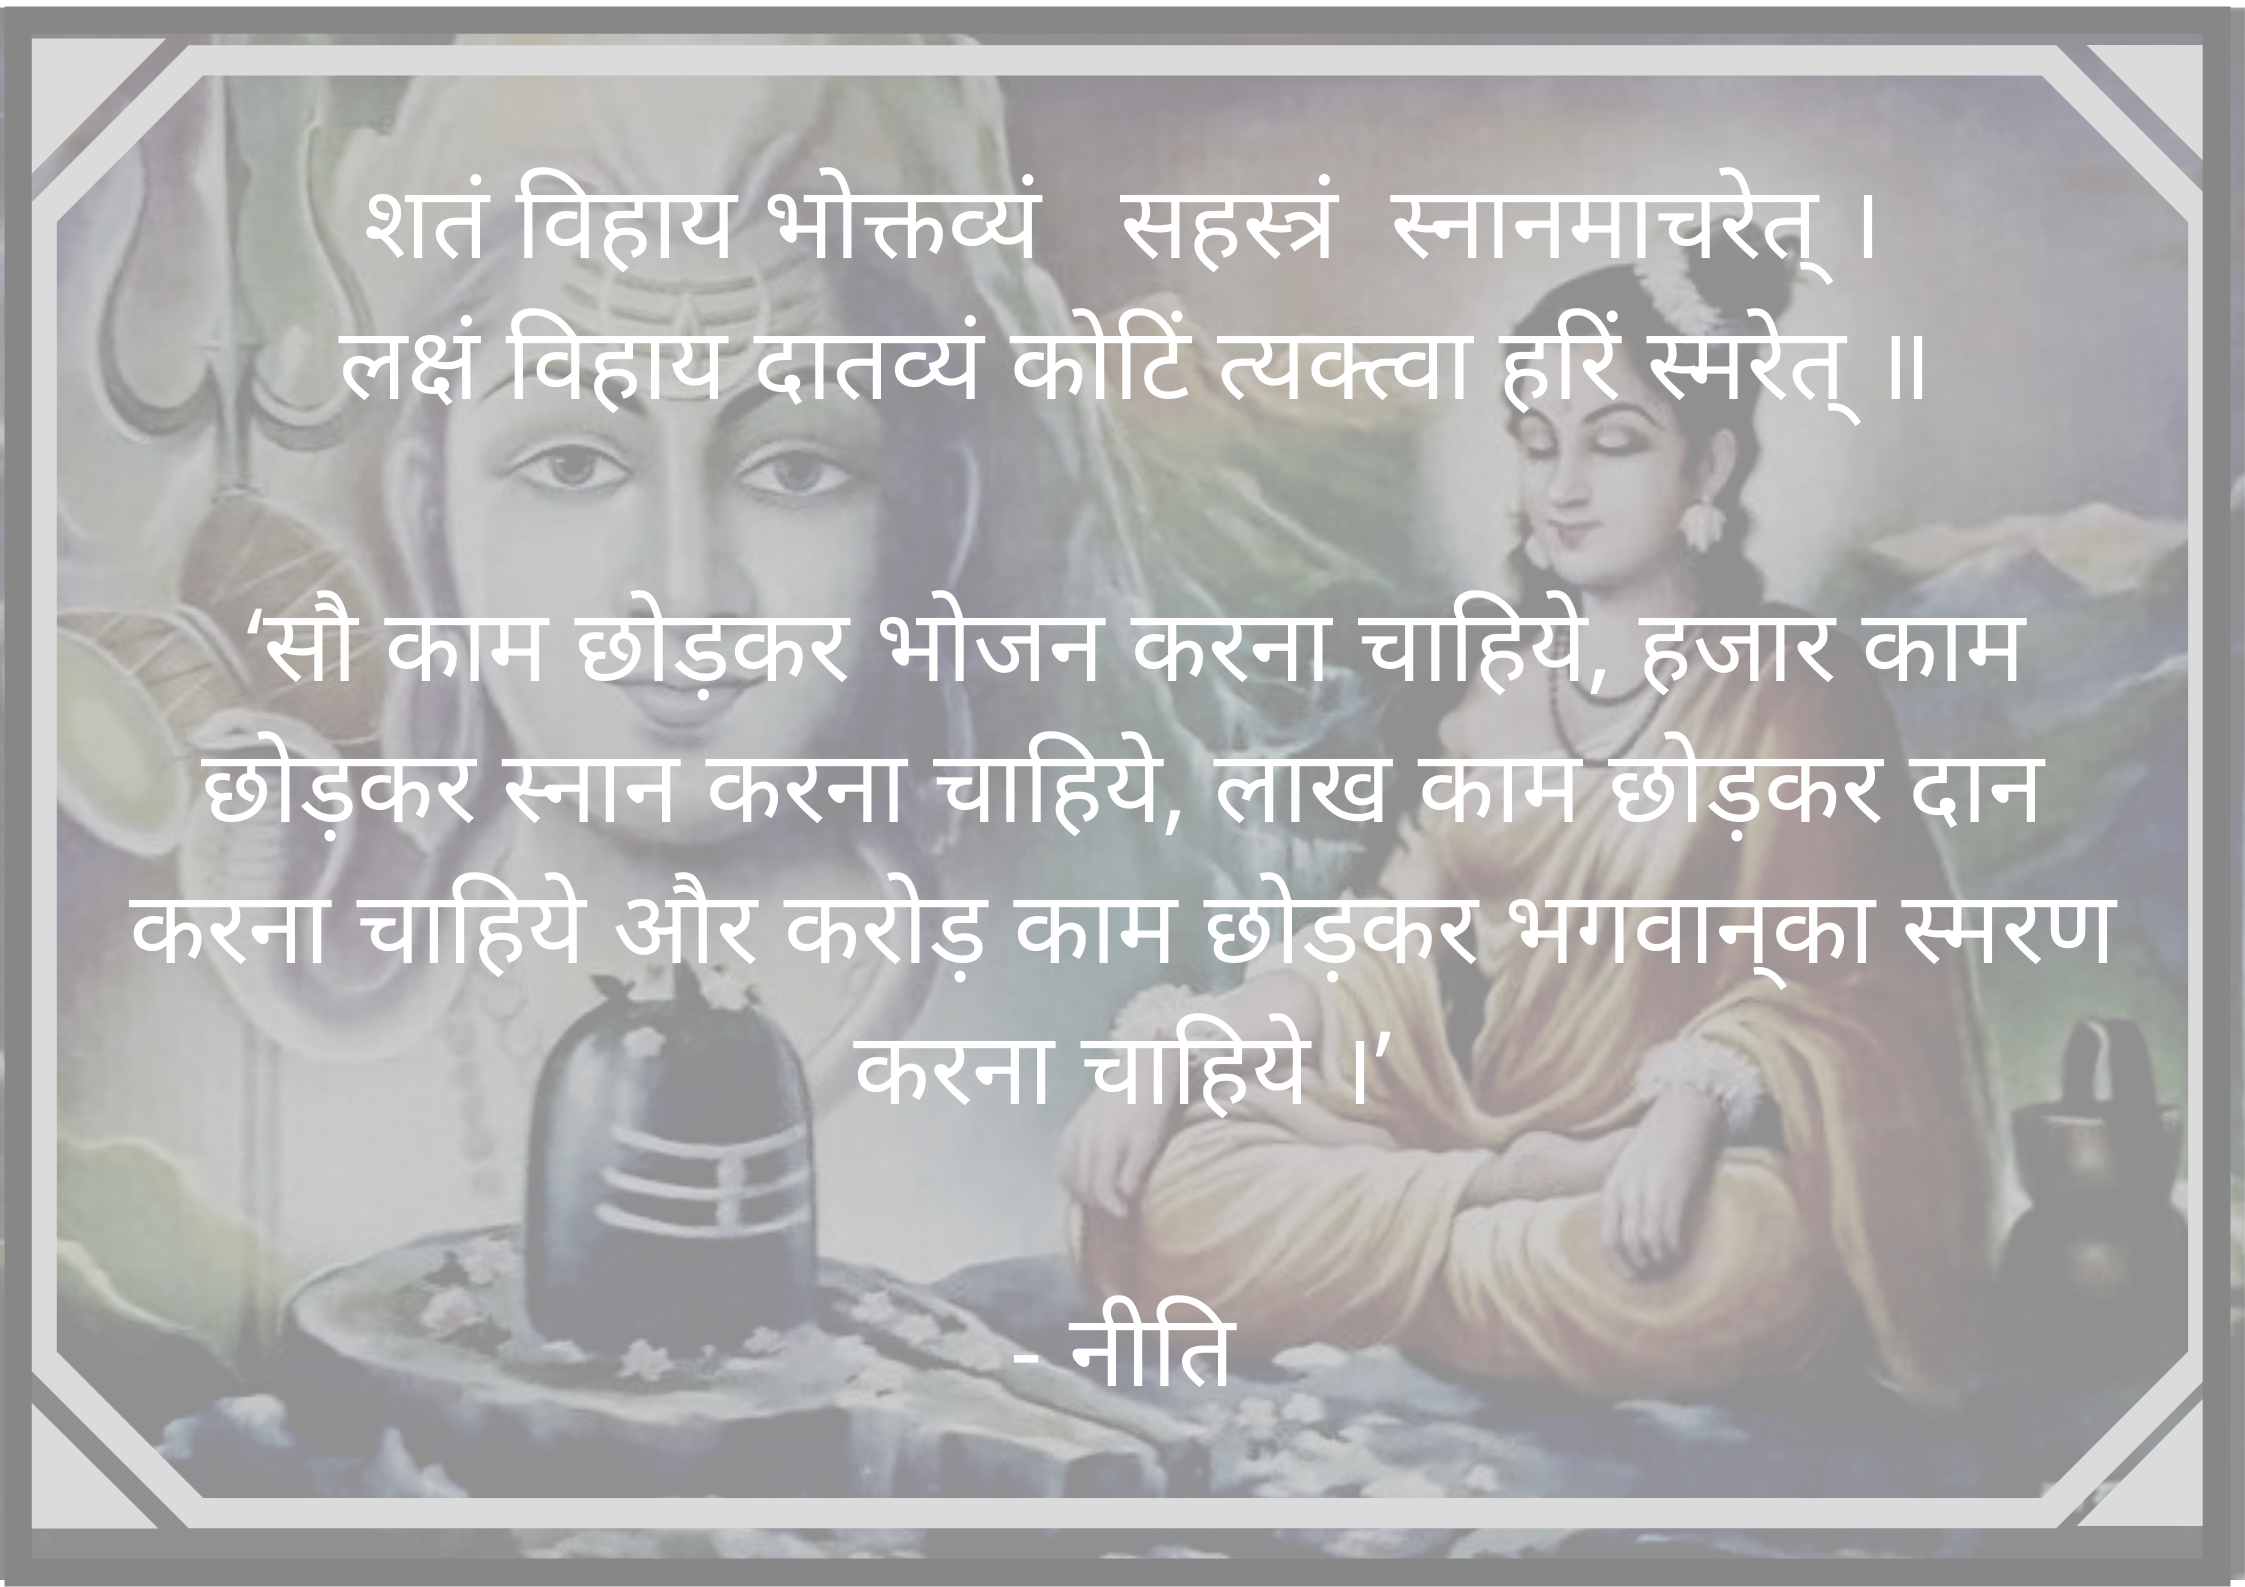 शतं विहाय भोक्तव्यं सहस्त्रं स्नानमाचरेत् ।
लक्षं विहाय दातव्यं कोटिं त्यक्त्वा हरिं स्मरेत् ॥
‘सौ काम छोड़कर भोजन करना चाहिये, हजार काम
छोड़कर स्नान करना चाहिये, लाख काम छोड़कर दान
करना चाहिये और करोड़ काम छोड़कर भगवान्‌का स्मरण
करना चाहिये ।’
- नीति